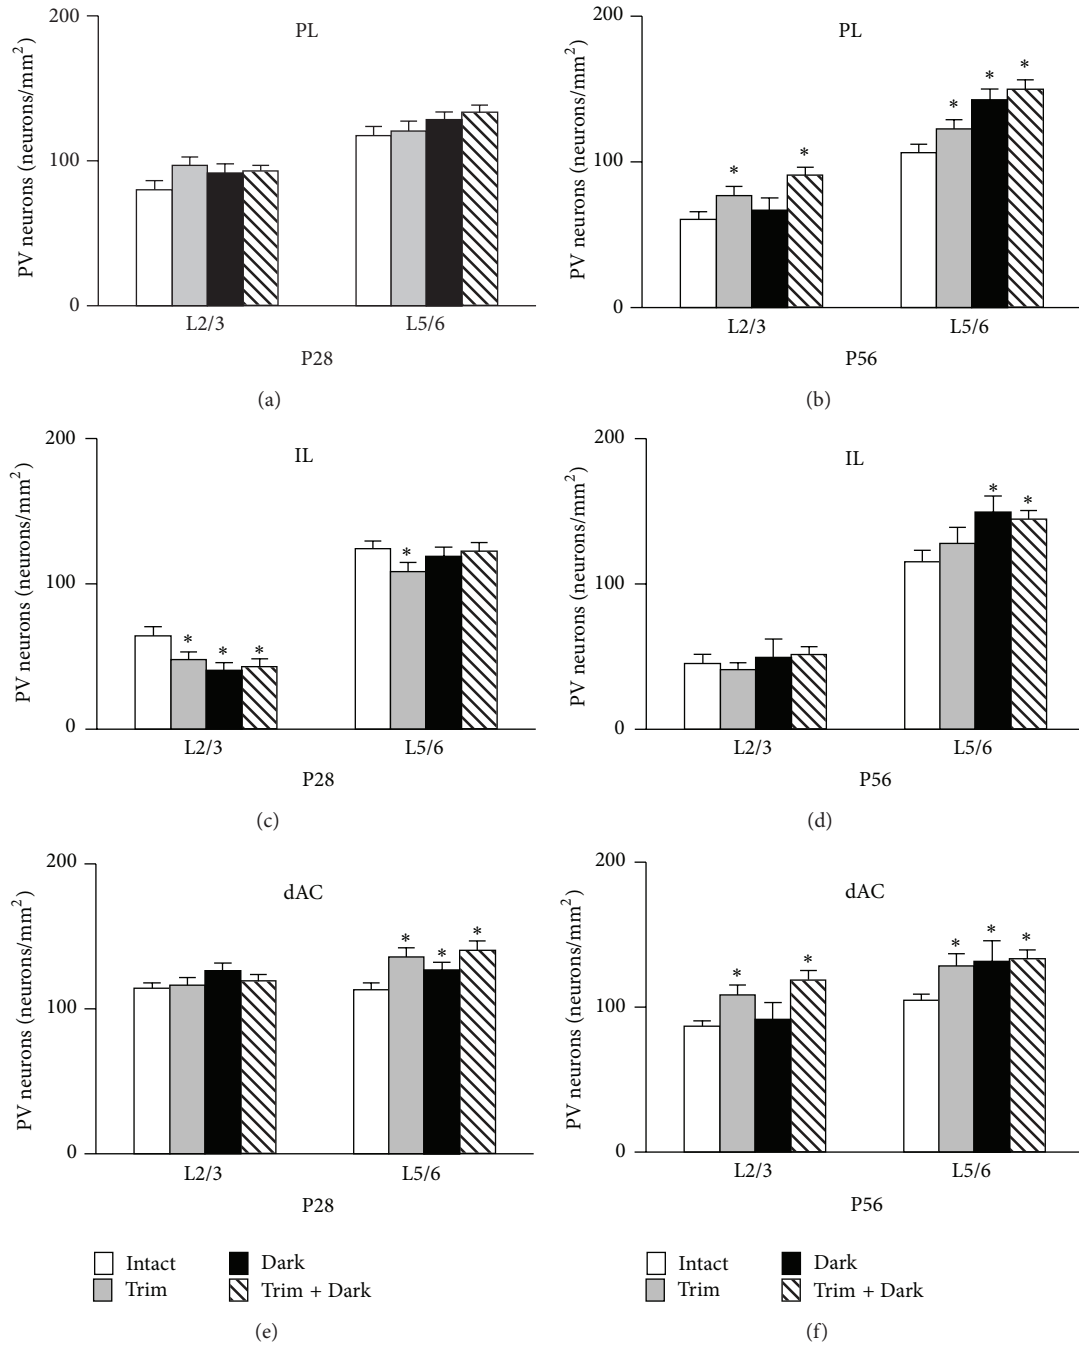 PL
PV neurons (neurons/mm²)
200
100
0
L2/3 L5/6
P28
(a)
PL
PV neurons (neurons/mm²)
200
100
0
* * * * *
L2/3 L5/6
P56
(b)
IL
PV neurons (neurons/mm²)
200
100
0
* * * *
L2/3 L5/6
P28
(c)
IL
PV neurons (neurons/mm²)
200
100
0
* *
L2/3 L5/6
P56
(d)
dAC
PV neurons (neurons/mm²)
200
100
0
* * *
L2/3 L5/6
P28
Intact Dark
Trim Trim + Dark
(e)
dAC
PV neurons (neurons/mm²)
200
100
0
* * * * *
L2/3 L5/6
P56
Intact Dark
Trim Trim + Dark
(f)